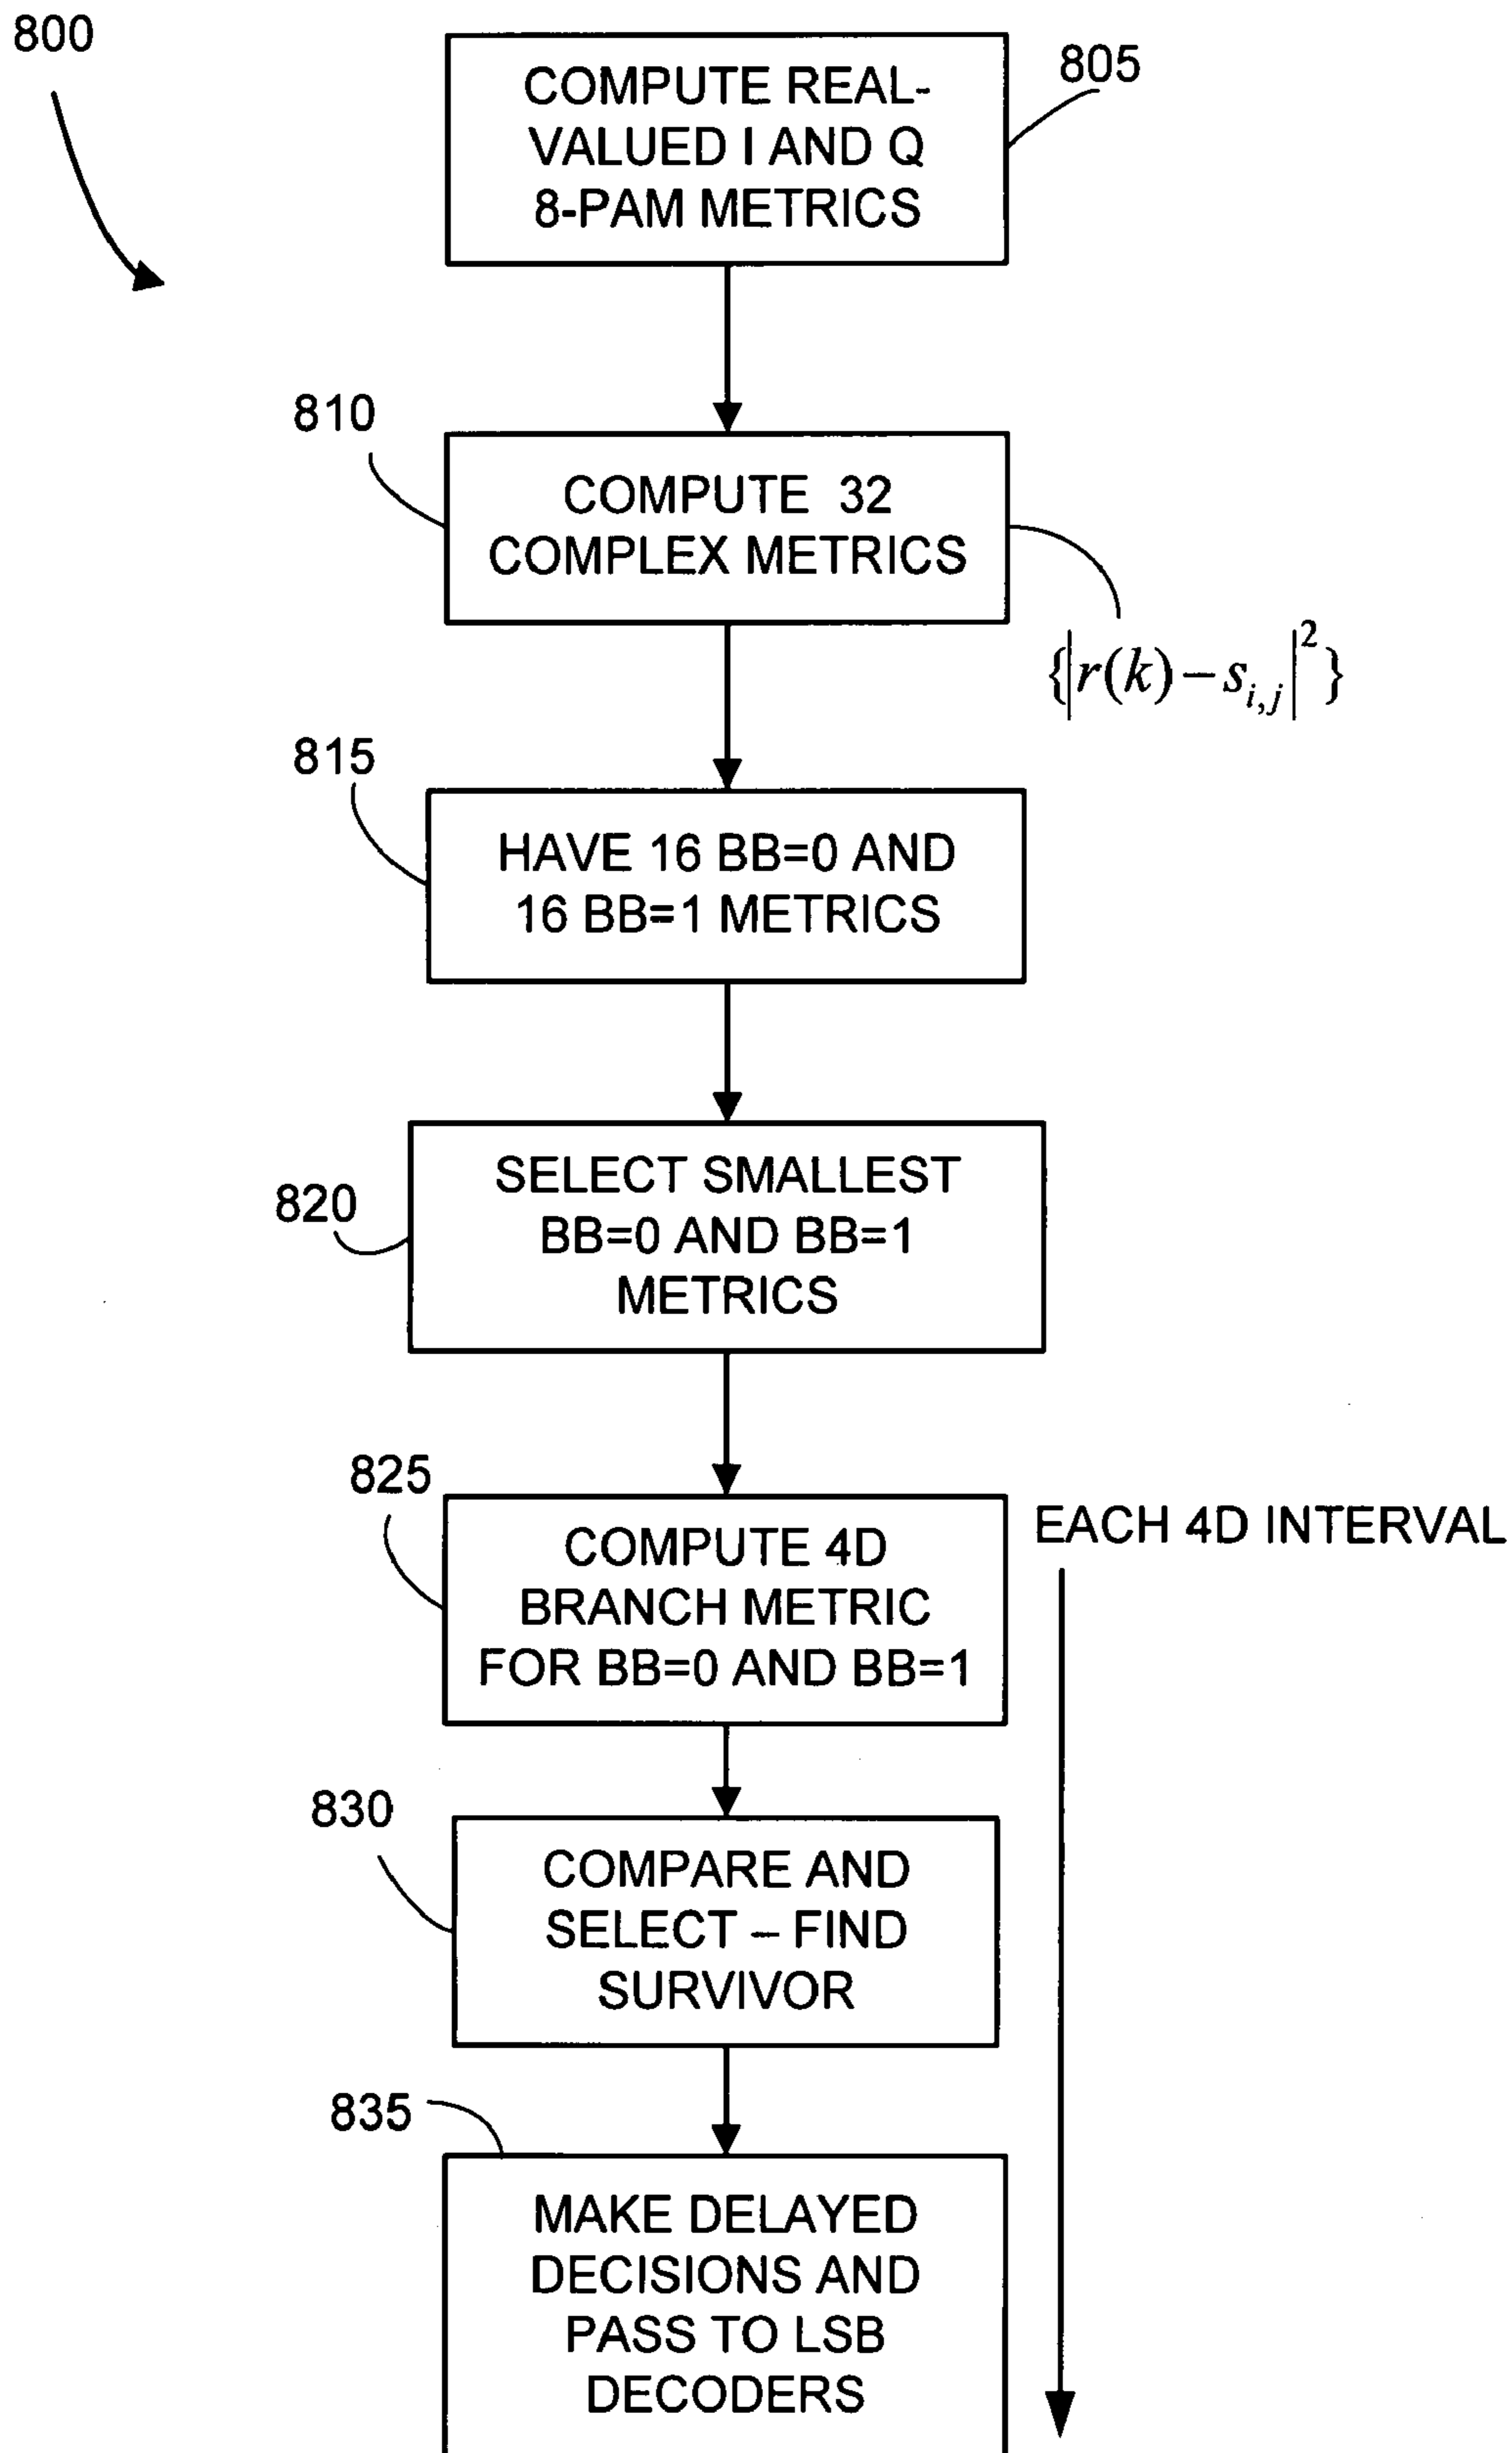 800
COMPUTE REAL-
VALUED I AND Q
8-PAM METRICS
805
810
COMPUTE 32
COMPLEX METRICS
{|r(k)−s_{i,j}|^2}
815
HAVE 16 BB=0 AND
16 BB=1 METRICS
820
SELECT SMALLEST
BB=0 AND BB=1
METRICS
825
COMPUTE 4D
BRANCH METRIC
FOR BB=0 AND BB=1
EACH 4D INTERVAL
830
COMPARE AND
SELECT – FIND
SURVIVOR
835
MAKE DELAYED
DECISIONS AND
PASS TO LSB
DECODERS